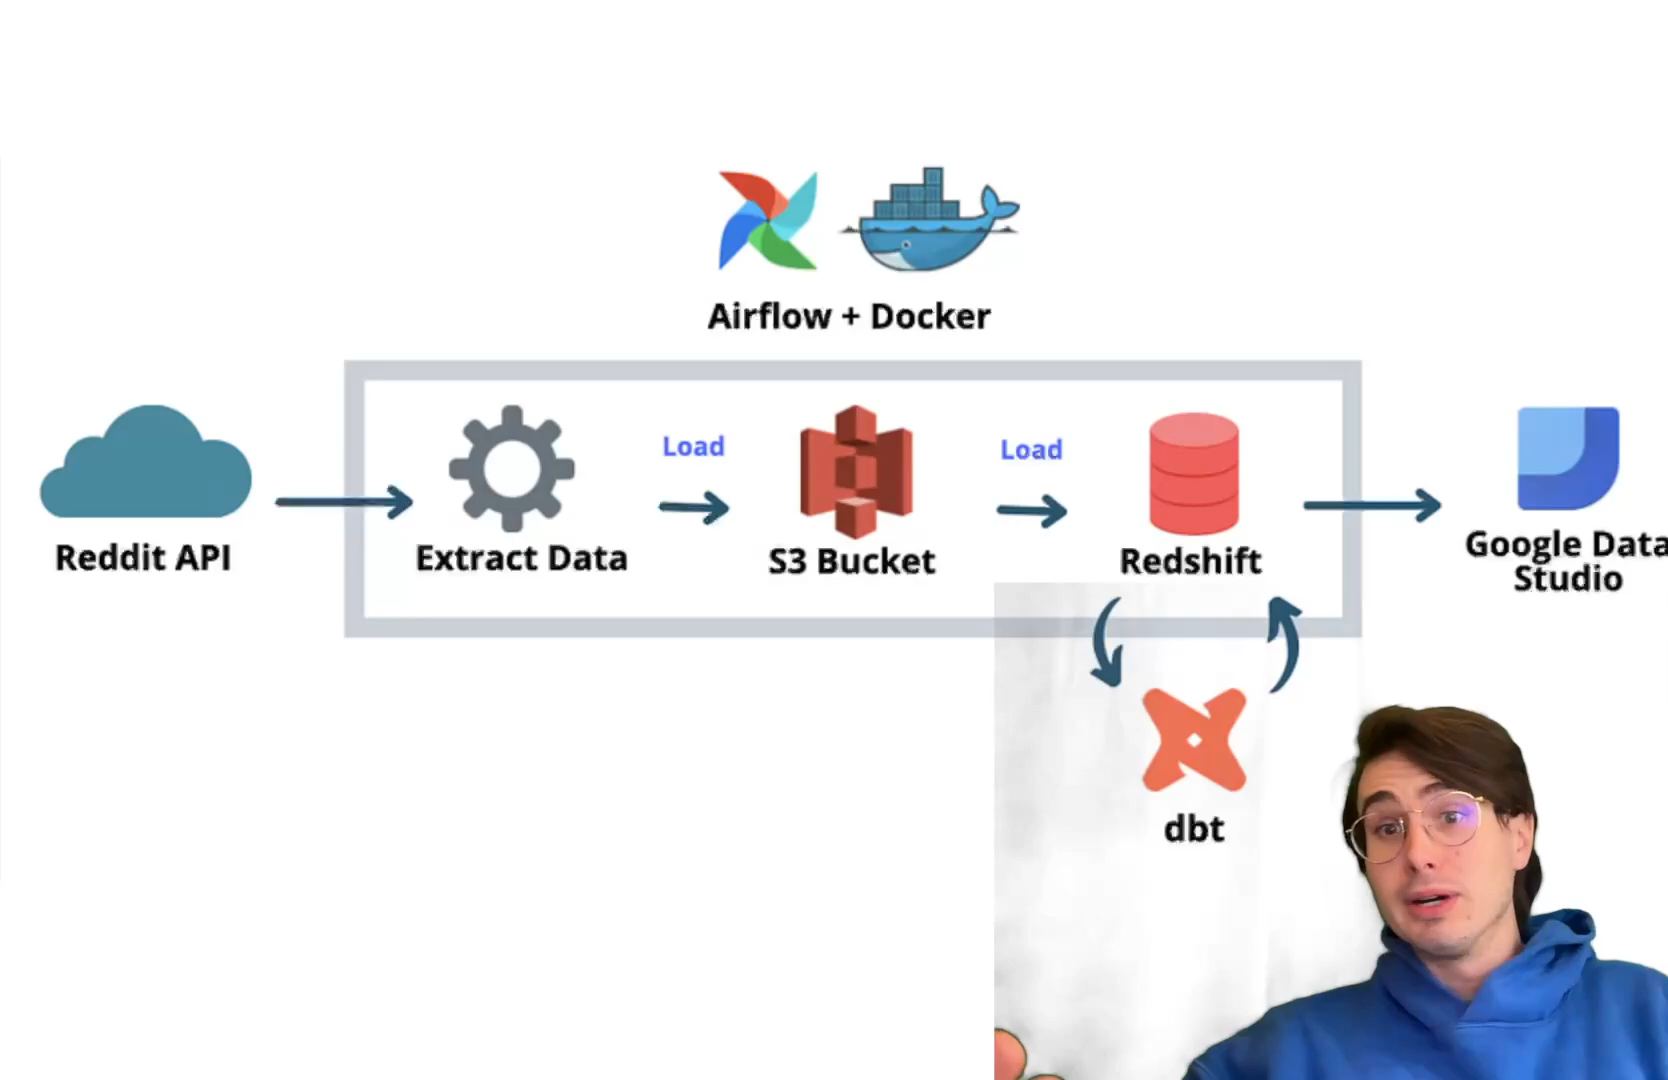 Airflow + Docker
Load
Load
Reddit API
Extract Data
S3 Bucket
Redshift
Google Data
Studio
dbt